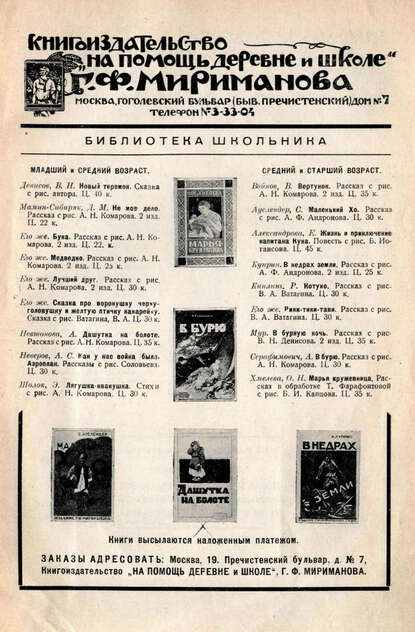 КНИГОИЗДАТЕЛЬСТВО
„НА ПОМОЩЬ ДЕРЕВНЕ И ШКОЛЕ“
Г. Ф. МИРИМАНОВА
МОСКВА, ГОГОЛЕВСКИЙ БУЛЬВАР (БЫВ. ПРЕЧИСТЕНСКИЙ) ДОМ №7
ТЕЛЕФОН № 3-33-04
БИБЛИОТЕКА ШКОЛЬНИКА
МЛАДШИЙ и СРЕДНИЙ ВОЗРАСТ.
Денисов, В. Н. Новый теремок. Сказка
с рис. автора. Ц. 40 к.
Мамин-Сибиряк, Д. М. Не мое дело.
Рассказ с рис. А. Н. Комарова. 2 изд.
Ц. 22. к.
Его же. Бука. Рассказ с рис. А. Н. Ко-
марова. 2 изд. Ц. 22. к.
Его же. Медведко. Рассказ с рис. А. Н.
Комарова. 2 изд. Ц. 25 к.
Его же. Лучший друг. Рассказ с рис.
А. Н. Комарова. Ц. 30 к.
Его же. Сказка про воронушку черну-
головушку и желтую птичку канарейку.
Сказка с рис. Ватагина, В. А. Ц. 30 к.
Дашутка на болоте.
Рассказ с рис. А. Н. Комарова. Ц. 35 к.
Неверов, А. С. Как у нас война была.
Аэроплан. Рассказы с рис. Соловьева.
Ц. 30 к.
Шолок, Э. Лягушка-квакушка. Стихи
с рис. А. Н. Комарова. Ц. 30 к.
МАРЬЯ
КРУЖЕВНИЦА
В БУРЮ
СРЕДНИЙ и СТАРШИЙ ВОЗРАСТ.
Войнов, В. Вертунок. Рассказ с рис.
А. Н. Комарова. 2 изд. Ц. 30 к.
Ауслендер, С. Маленький Хо. Рассказ
с рис. А. Ф. Андронова. Ц. 30 к.
Александрова, Е. Жизнь и приключение
капитана Кука. Повесть с рис. Б. Ио-
гансона. Ц. 45 к.
Куприн. В недрах земли. Рассказ с рис.
А. Ф. Андронова. 2 изд. Ц. 25 к.
Киплинг, Р. Котуко. Рассказ с рис.
В. А. Ватагина. Ц. 30 к.
Его же. Рики-тики-тави. Рассказ с рис.
В. А. Ватагина. Ц. 30 к.
Мур. В бурную ночь. Рассказ с рис.
В. Н. Денисова. 2 изд. Ц. 35 к.
Серафимович, А. В бурю. Рассказ с рис.
А. Н. Комарова. Ц. 30 к.
Хмелева, О. Н. Марья кружевница. Рас-
сказ в обработке Т. Фарафонтовой
с рис. Б. И. Капцова. Ц. 35 к.
ДАШУТКА
НА БОЛОТЕ
В НЕДРАХ
ЗЕМЛИ
Книги высылаются наложенным платежом.
ЗАКАЗЫ АДРЕСОВАТЬ: Москва, 19. Пречистенский бульвар. д. № 7,
Книгоиздательство „НА ПОМОЩЬ ДЕРЕВНЕ И ШКОЛЕ“, Г. Ф. МИРИМАНОВА.